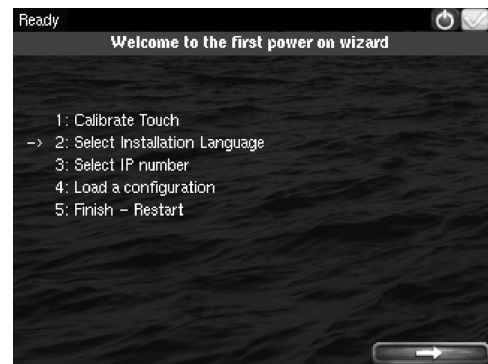 Ready
Welcome to the first power on wizard
1: Calibrate Touch
-> 2: Select Installation Language
3: Select IP number
4: Load a configuration
5: Finish - Restart